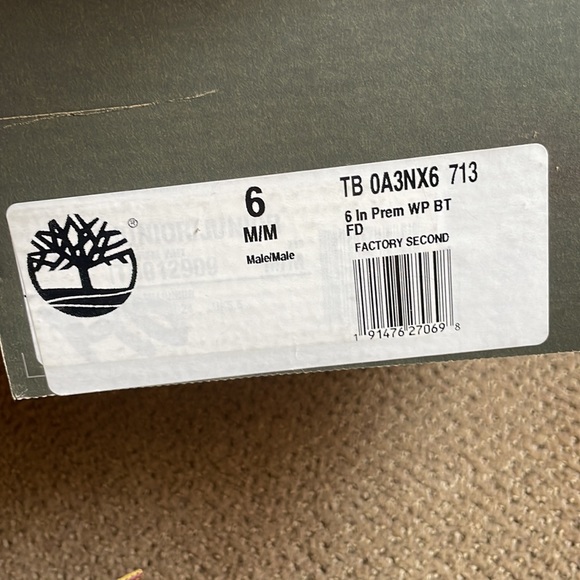 ®
6
M/M
Male/Male
TB 0A3NX6 713
6 In Prem WP BT
FD
FACTORY SECOND
1 91476 27069 8